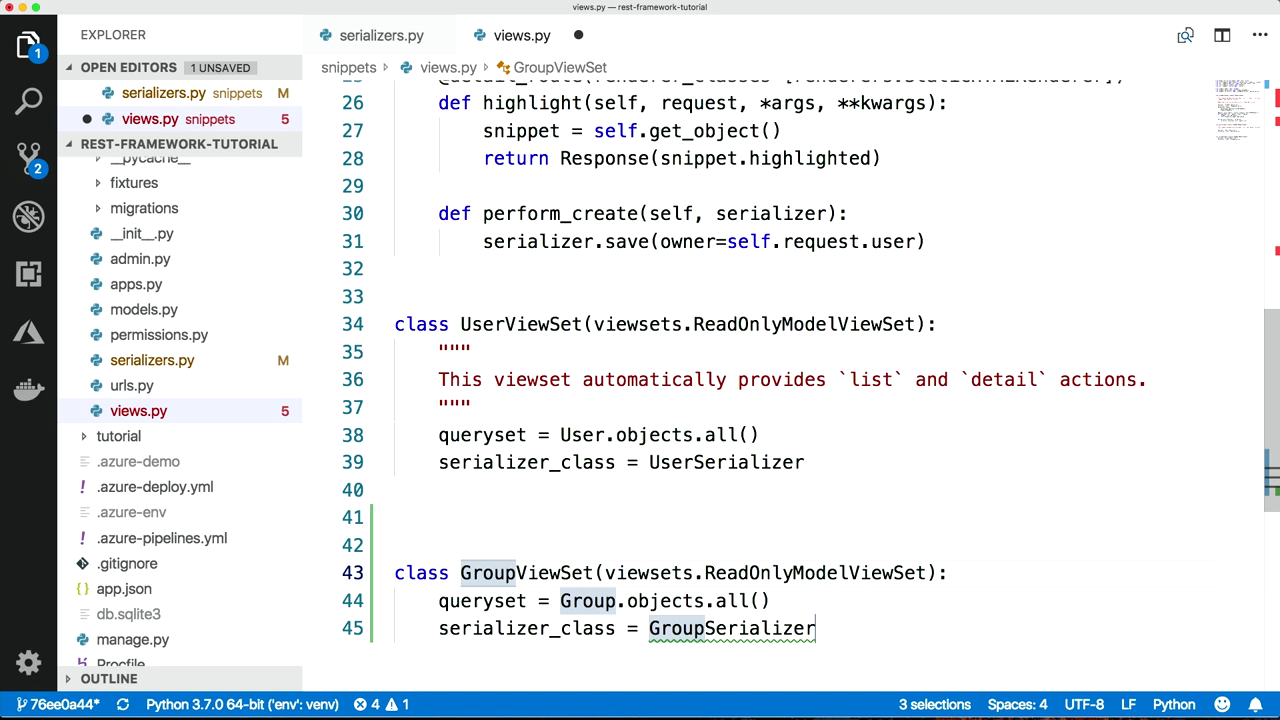 views.py — rest-framework-tutorial
EXPLORER
serializers.py
views.py
OPEN EDITORS 1 UNSAVED
serializers.py snippets M
views.py snippets 5
REST-FRAMEWORK-TUTORIAL
__pycache__
fixtures
migrations
__init__.py
admin.py
apps.py
models.py
permissions.py
serializers.py M
urls.py
views.py 5
tutorial
.azure-demo
.azure-deploy.yml
.azure-env
.azure-pipelines.yml
.gitignore
app.json
db.sqlite3
manage.py
Procfile
OUTLINE
1
2
snippets views.py GroupViewSet
26 def highlight(self, request, *args, **kwargs):
27 snippet = self.get_object()
28 return Response(snippet.highlighted)
29
30 def perform_create(self, serializer):
31 serializer.save(owner=self.request.user)
32
33
34 class UserViewSet(viewsets.ReadOnlyModelViewSet):
35 """
36 This viewset automatically provides `list` and `detail` actions.
37 """
38 queryset = User.objects.all()
39 serializer_class = UserSerializer
40
41
42
43 class GroupViewSet(viewsets.ReadOnlyModelViewSet):
44 queryset = Group.objects.all()
45 serializer_class = GroupSerializer
76ee0a44* Python 3.7.0 64-bit ('env': venv) 4 1 3 selections Spaces: 4 UTF-8 LF Python